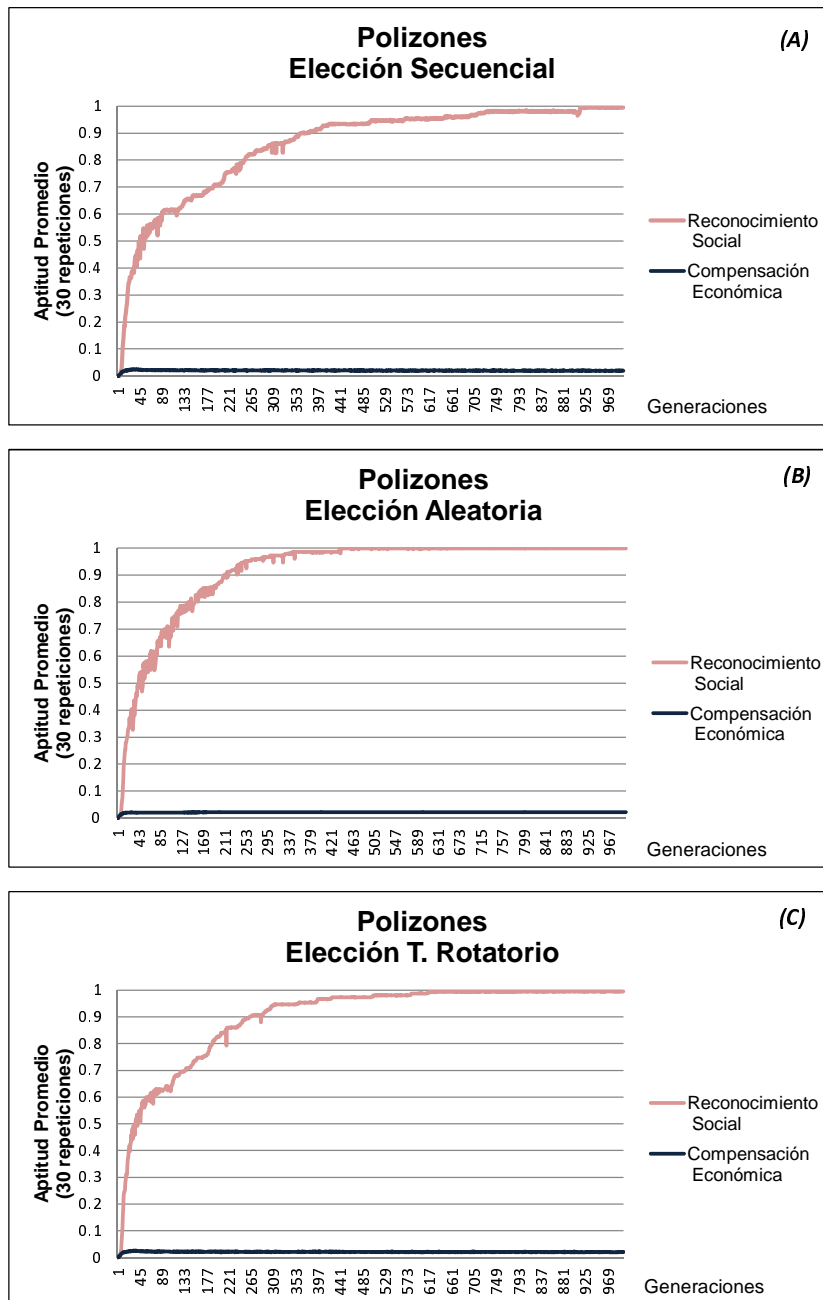 Polizones
Elección Secuencial
(A)
Aptitud Promedio
(30 repeticiones)
1
0.9
0.8
0.7
0.6
0.5
0.4
0.3
0.2
0.1
0
1 45 89 133 177 221 265 309 353 397 441 485 529 573 617 661 705 749 793 837 881 925 969
Generaciones
Reconocimiento
Social
Compensación
Económica
Polizones
Elección Aleatoria
(B)
Aptitud Promedio
(30 repeticiones)
1
0.9
0.8
0.7
0.6
0.5
0.4
0.3
0.2
0.1
0
1 43 85 127 169 211 253 295 337 379 421 463 505 547 589 631 673 715 757 799 841 883 925 967
Generaciones
Reconocimiento
Social
Compensación
Económica
Polizones
Elección T. Rotatorio
(C)
Aptitud Promedio
(30 repeticiones)
1
0.9
0.8
0.7
0.6
0.5
0.4
0.3
0.2
0.1
0
1 45 89 133 177 221 265 309 353 397 441 485 529 573 617 661 705 749 793 837 881 925 969
Generaciones
Reconocimiento
Social
Compensación
Económica